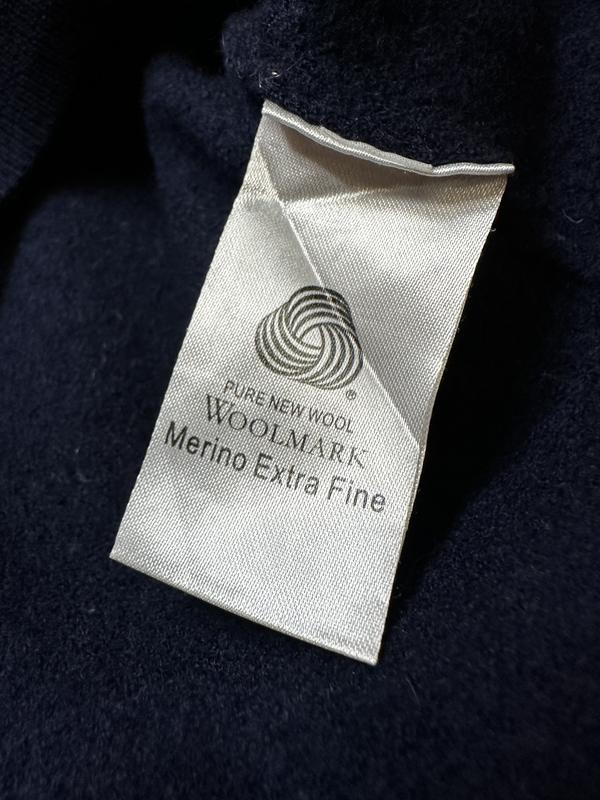 ®
PURE NEW WOOL
WOOLMARK
Merino Extra Fine